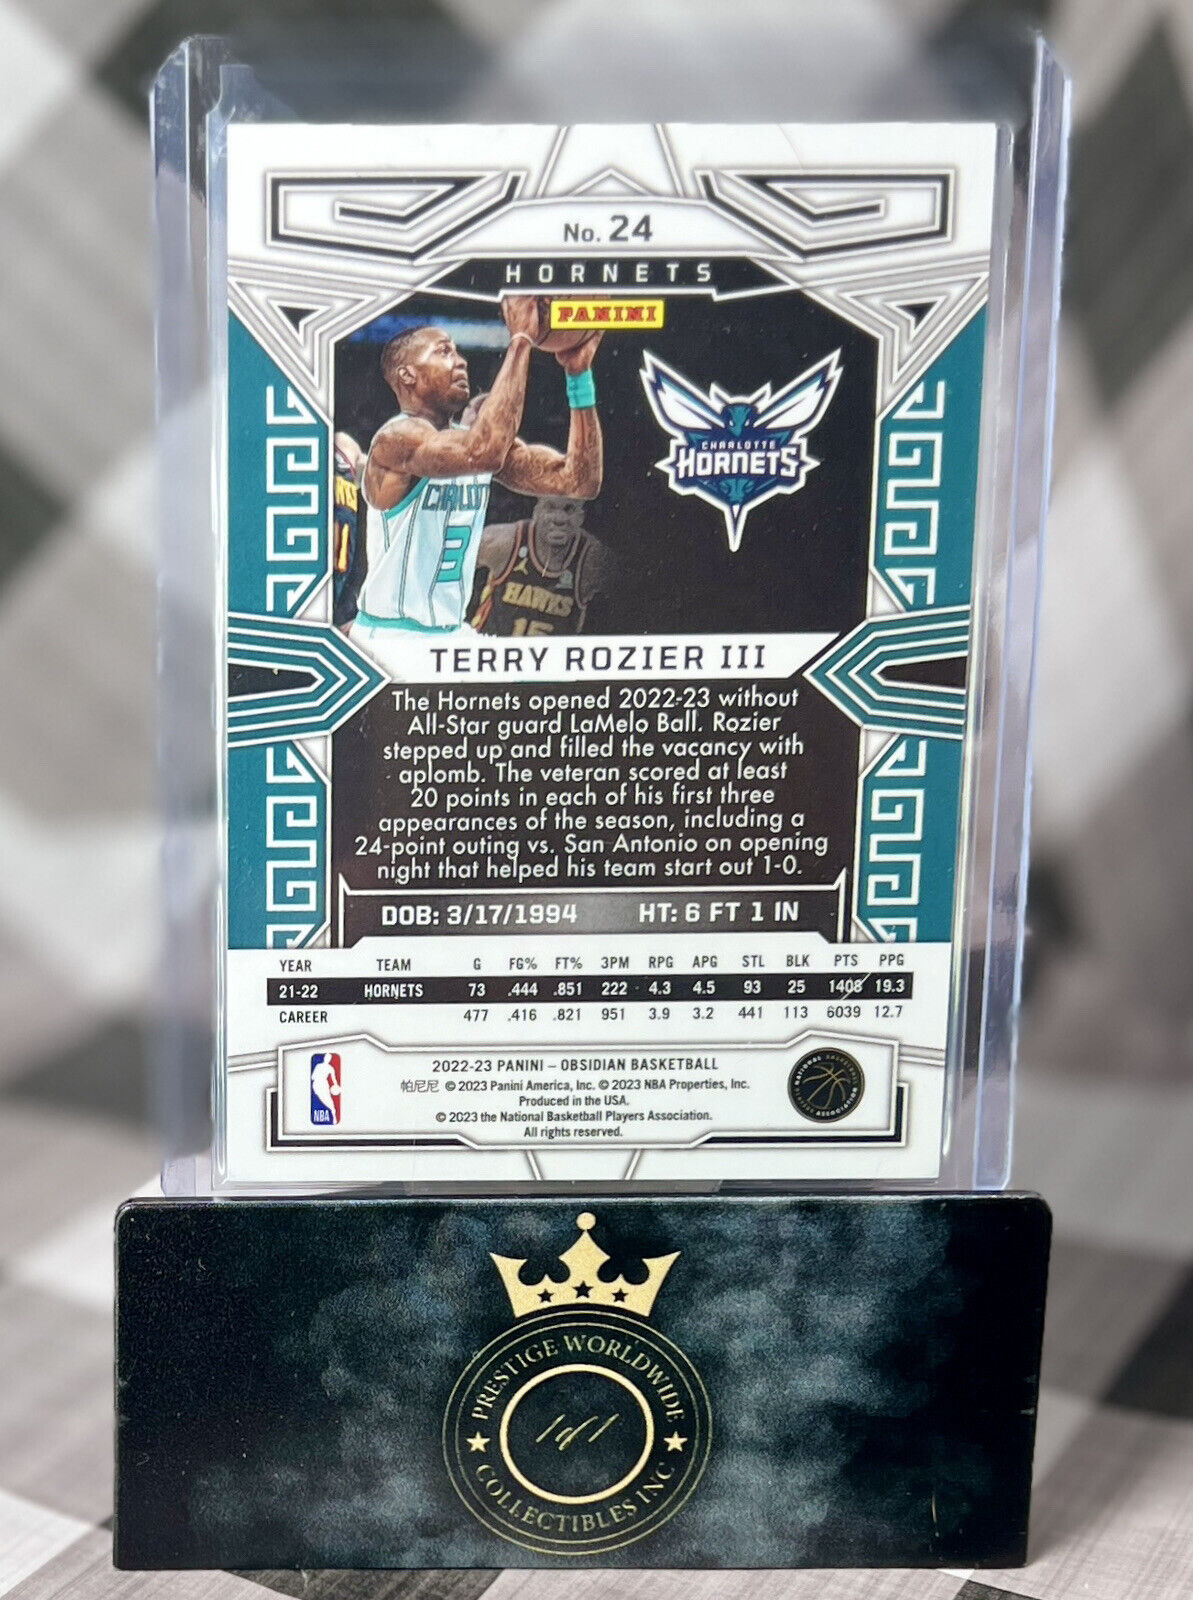 No. 24
HORNETS
PANINI
CHARLOTTE
HORNETS
CHARLOTTE
3
HAWKS
15
TERRY ROZIER III
The Hornets opened 2022-23 without
All-Star guard LaMelo Ball. Rozier
stepped up and filled the vacancy with
aplomb. The veteran scored at least
20 points in each of his first three
appearances of the season, including a
24-point outing vs. San Antonio on opening
night that helped his team start out 1-0.
DOB: 3/17/1994 HT: 6 FT 1 IN
YEAR TEAM G FG% FT% 3PM RPG APG STL BLK PTS PPG
21-22 HORNETS 73 .444 .851 222 4.3 4.5 93 25 1408 19.3
CAREER 477 .416 .821 951 3.9 3.2 441 113 6039 12.7
2022-23 PANINI – OBSIDIAN BASKETBALL
帕尼尼 © 2023 Panini America, Inc. © 2023 NBA Properties, Inc.
Produced in the USA.
© 2023 the National Basketball Players Association.
All rights reserved.
NBA
NATIONAL BASKETBALL
PLAYERS ASSOCIATION
PRESTIGE WORLDWIDE
1 of 1
COLLECTIBLES INC